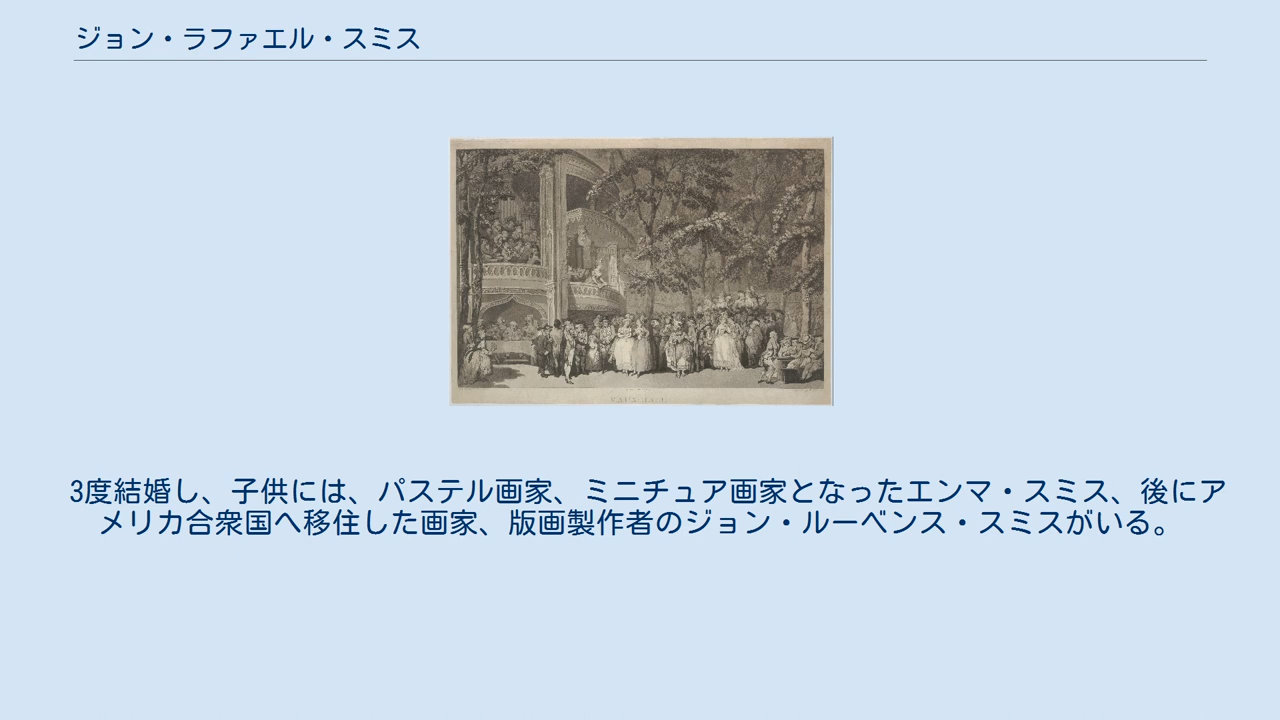 ジョン・ラファエル・スミス
3度結婚し、子供には、パステル画家、ミニチュア画家となったエンマ・スミス、後にア
メリカ合衆国へ移住した画家、版画製作者のジョン・ルーベンス・スミスがいる。